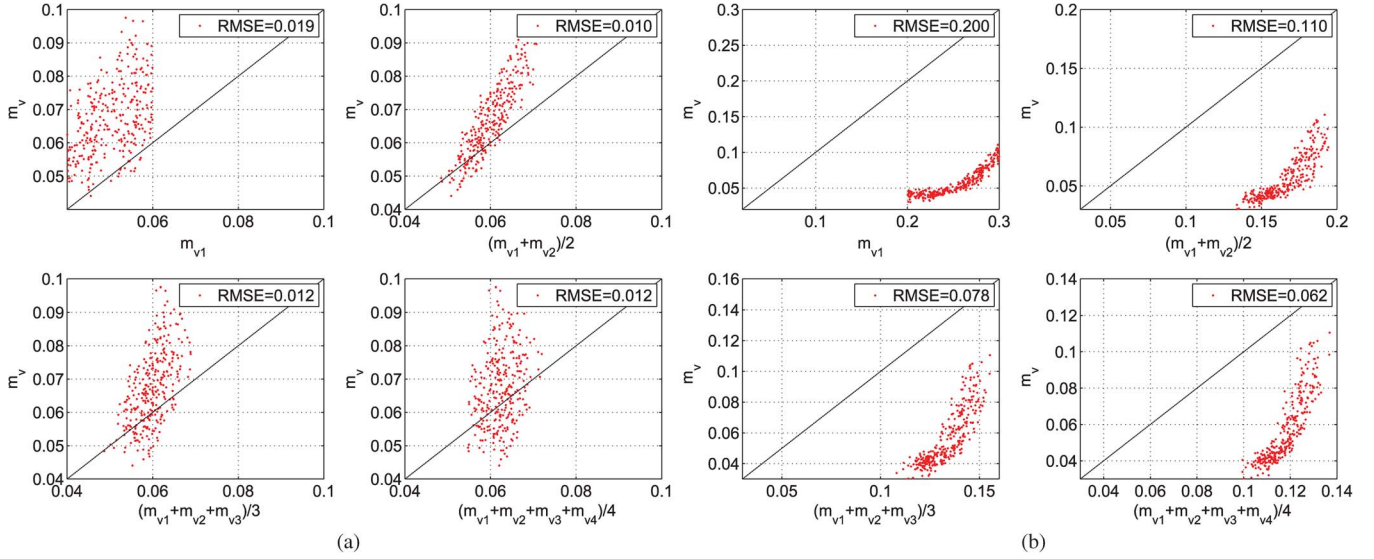 0.1 0.09 0.08 0.07 0.06 0.05
RMSE=0.019
m_v
0.06 0.08 0.1
m_v1
0.1 0.09 0.08 0.07 0.06 0.05 0.04
RMSE=0.010
m_v
0.04 0.06 0.08 0.1
(m_v1+m_v2)/2
0.3 0.25 0.2 0.15 0.1 0.05
RMSE=0.200
m_v
0.1 0.2 0.3
m_v1
0.2 0.15 0.1 0.05
RMSE=0.110
m_v
0.05 0.1 0.15 0.2
(m_v1+m_v2)/2
0.1 0.09 0.08 0.07 0.06 0.05 0.04
RMSE=0.012
m_v
0.04 0.06 0.08 0.1
(m_v1+m_v2+m_v3)/3
0.1 0.09 0.08 0.07 0.06 0.05 0.04
RMSE=0.012
m_v
0.04 0.06 0.08 0.1
(m_v1+m_v2+m_v3+m_v4)/4
0.16 0.14 0.12 0.1 0.08 0.06 0.04
RMSE=0.078
m_v
0.05 0.1 0.15
(m_v1+m_v2+m_v3)/3
0.14 0.12 0.1 0.08 0.06 0.04
RMSE=0.062
m_v
0.04 0.06 0.08 0.1 0.12 0.14
(m_v1+m_v2+m_v3+m_v4)/4
(a)
(b)